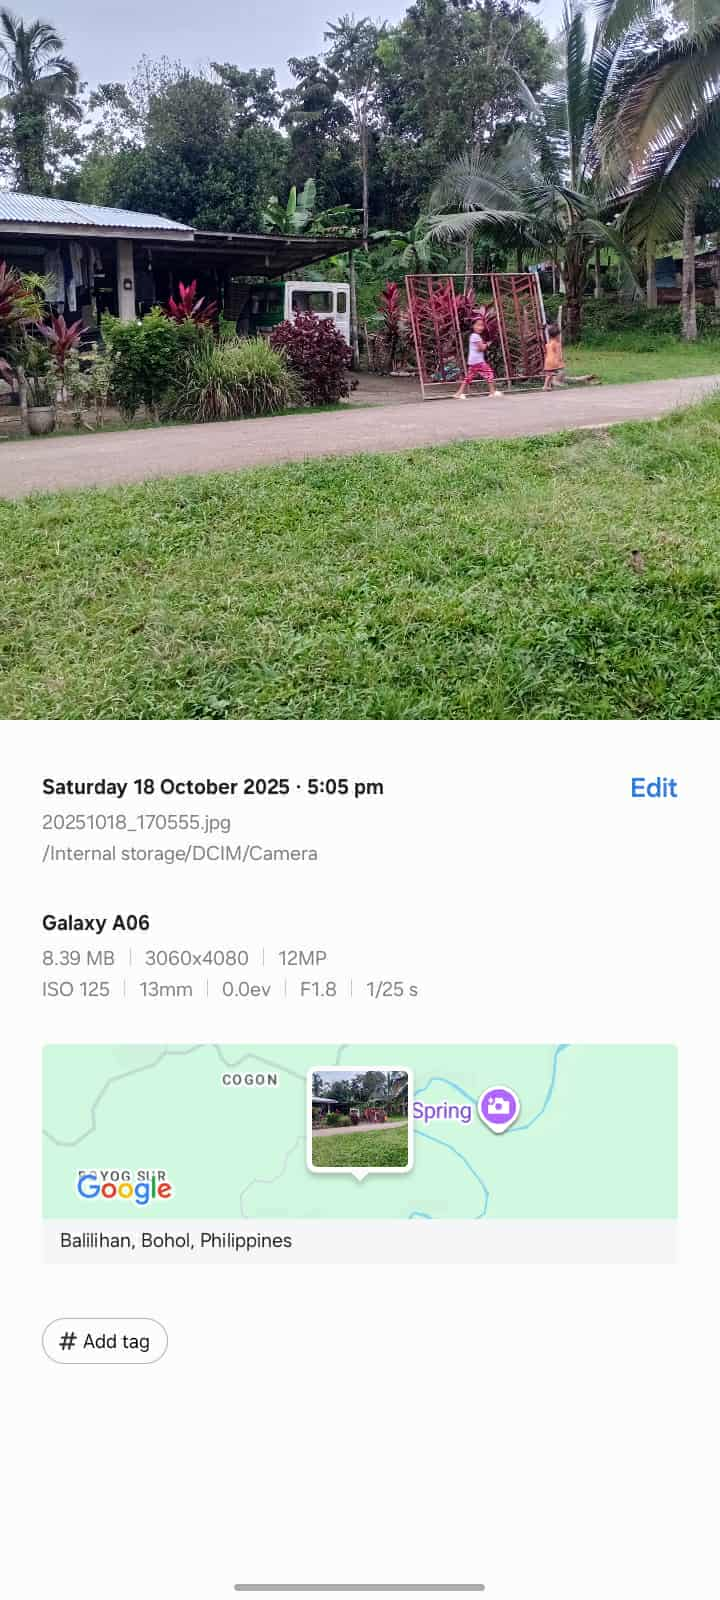 Saturday 18 October 2025 · 5:05 pm
Edit
20251018_170555.jpg
/Internal storage/DCIM/Camera
Galaxy A06
8.39 MB | 3060x4080 | 12MP
ISO 125 | 13mm | 0.0ev | F1.8 | 1/25 s
COGON
Spring
YOG SUR
Google
Balilihan, Bohol, Philippines
# Add tag